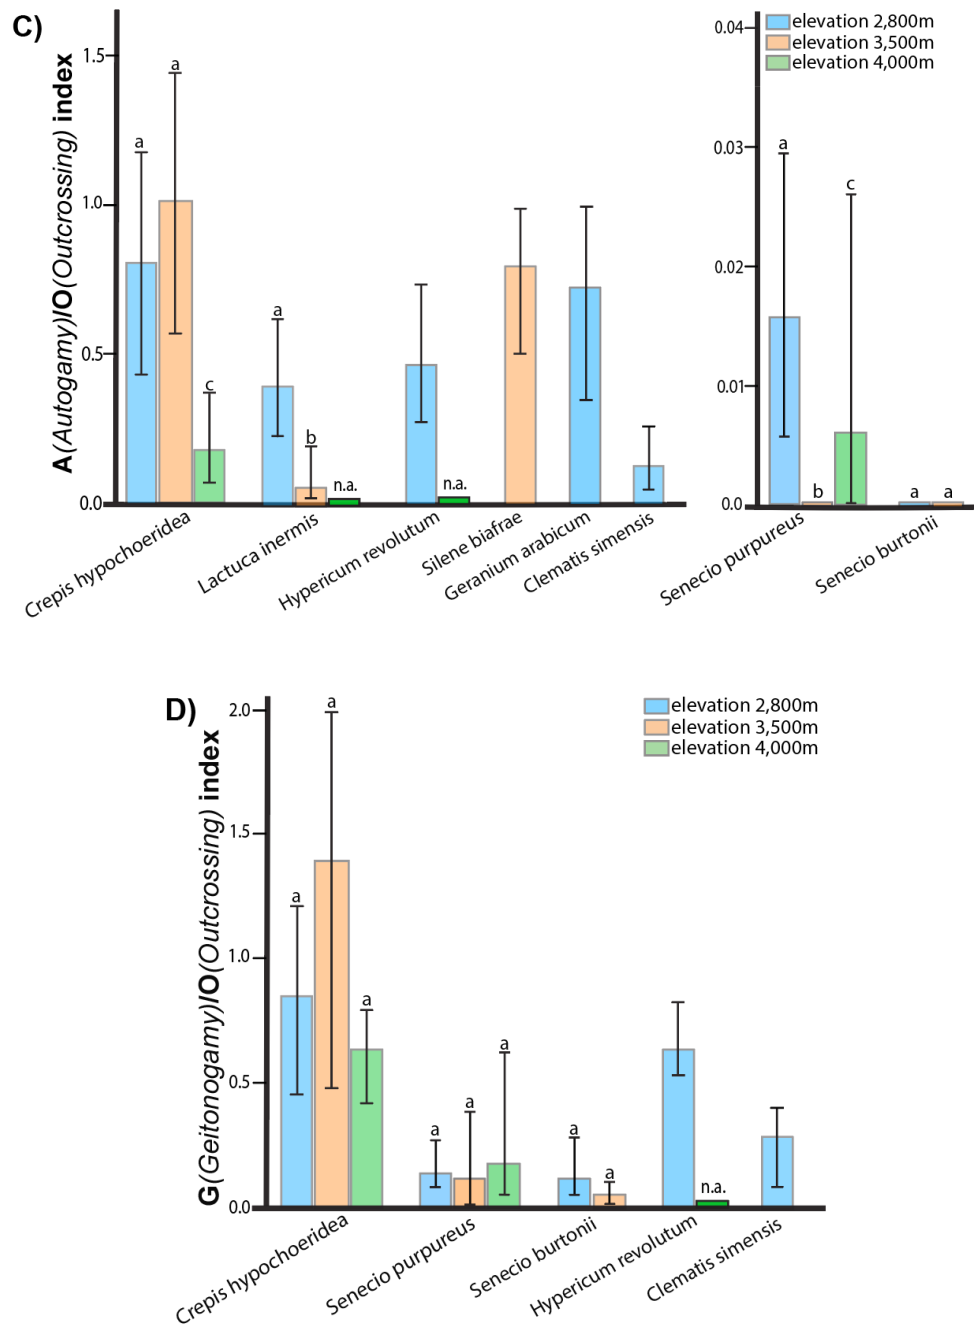 C)
A(Autogamy)/O(Outcrossing) index
1.5
1.0
0.5
0.0
a
a
c
a
b
n.a.
n.a.
Crepis hypochoeridea
Lactuca inermis
Hypericum revolutum
Silene biafrae
Geranium arabicum
Clematis simensis
elevation 2,800m
elevation 3,500m
elevation 4,000m
0.04
0.03
0.02
0.01
0.0
a
b
c
a
a
Senecio purpureus
Senecio burtonii
D)
G(Geitonogamy)/O(Outcrossing) index
2.0
1.5
1.0
0.5
0.0
elevation 2,800m
elevation 3,500m
elevation 4,000m
a
a
a
a
a
a
a
a
n.a.
Crepis hypochoeridea
Senecio purpureus
Senecio burtonii
Hypericum revolutum
Clematis simensis